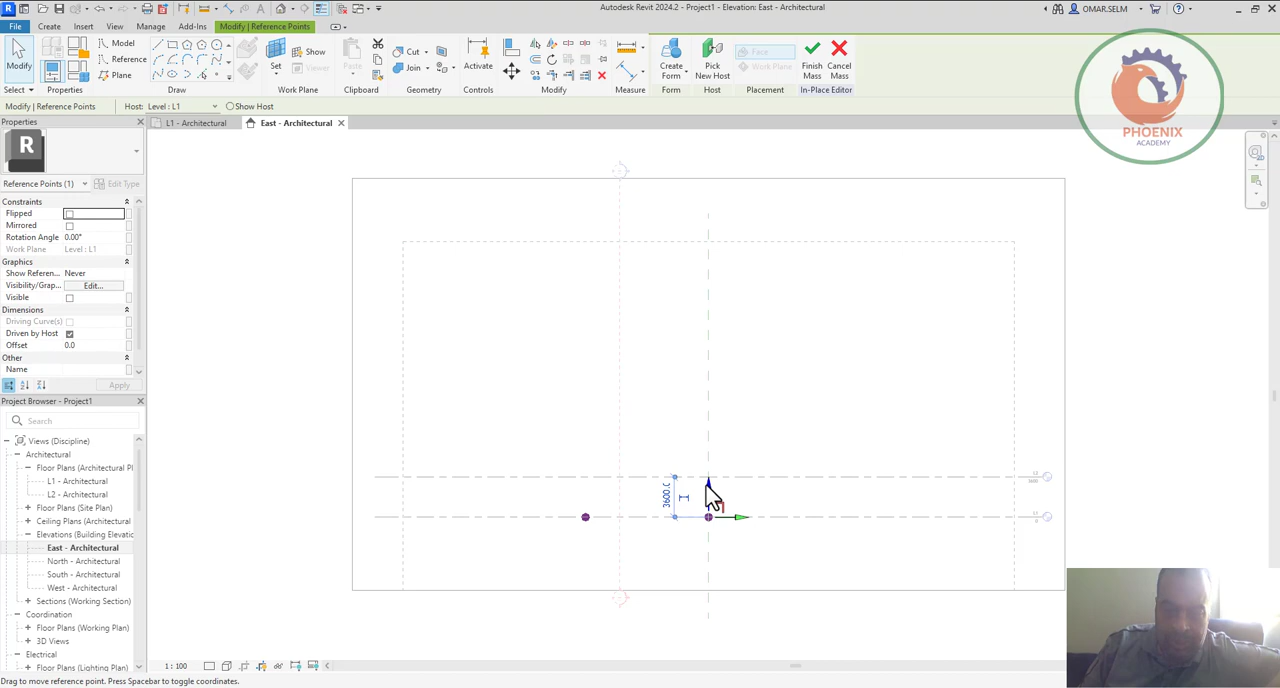 Autodesk Revit 2024.2 - Project1 - Elevation: East - Architectural
OMAR.SELM
File Create Insert View Manage Add-Ins Modify | Reference Points
Modify
Select
Properties
Model
Reference
Plane
Draw
Set
Show
Viewer
Work Plane
Paste
Clipboard
Cut
Join
Geometry
Activate
Controls
Modify
Measure
Create Form
Form
Pick New Host
Host
Face
Work Plane
Placement
Finish Mass
Cancel Mass
In-Place Editor
PHOENIX
ACADEMY
Modify | Reference Points Host: Level : L1 Show Host
Properties
L1 - Architectural East - Architectural
R
Reference Points (1) Edit Type
Constraints
Flipped
Mirrored
Rotation Angle 0.00°
Work Plane Level : L1
Graphics
Show Referen... Never
Visibility/Grap... Edit...
Visible
Dimensions
Driving Curve(s)
Driven by Host
Offset 0.0
Other
Name
Apply
Project Browser - Project1
Search
Views (Discipline)
Architectural
Floor Plans (Architectural Pl
L1 - Architectural
L2 - Architectural
Floor Plans (Site Plan)
Ceiling Plans (Architectural
Elevations (Building Elevatio
East - Architectural
North - Architectural
South - Architectural
West - Architectural
Sections (Working Section)
Coordination
Floor Plans (Working Plan)
3D Views
Electrical
Floor Plans (Lighting Plan)
1 : 100
Drag to move reference point. Press Spacebar to toggle coordinates.